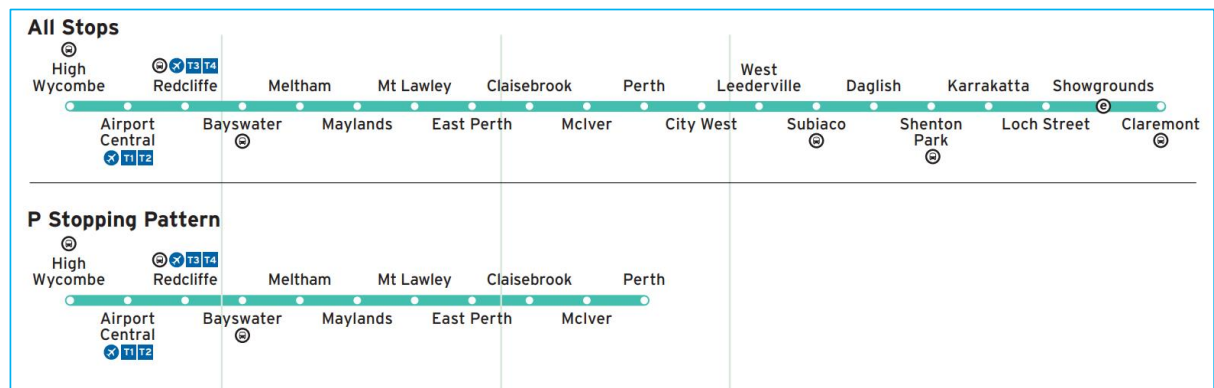 All Stops
High
Wycombe
T3 T4
Redcliffe
Meltham
Mt Lawley
Claisebrook
Perth
West
Leederville
Daglish
Karrakatta
Showgrounds
e
Airport
Central
T1 T2
Bayswater
Maylands
East Perth
McIver
City West
Subiaco
Shenton
Park
Loch Street
Claremont
P Stopping Pattern
High
Wycombe
T3 T4
Redcliffe
Meltham
Mt Lawley
Claisebrook
Perth
Airport
Central
T1 T2
Bayswater
Maylands
East Perth
McIver